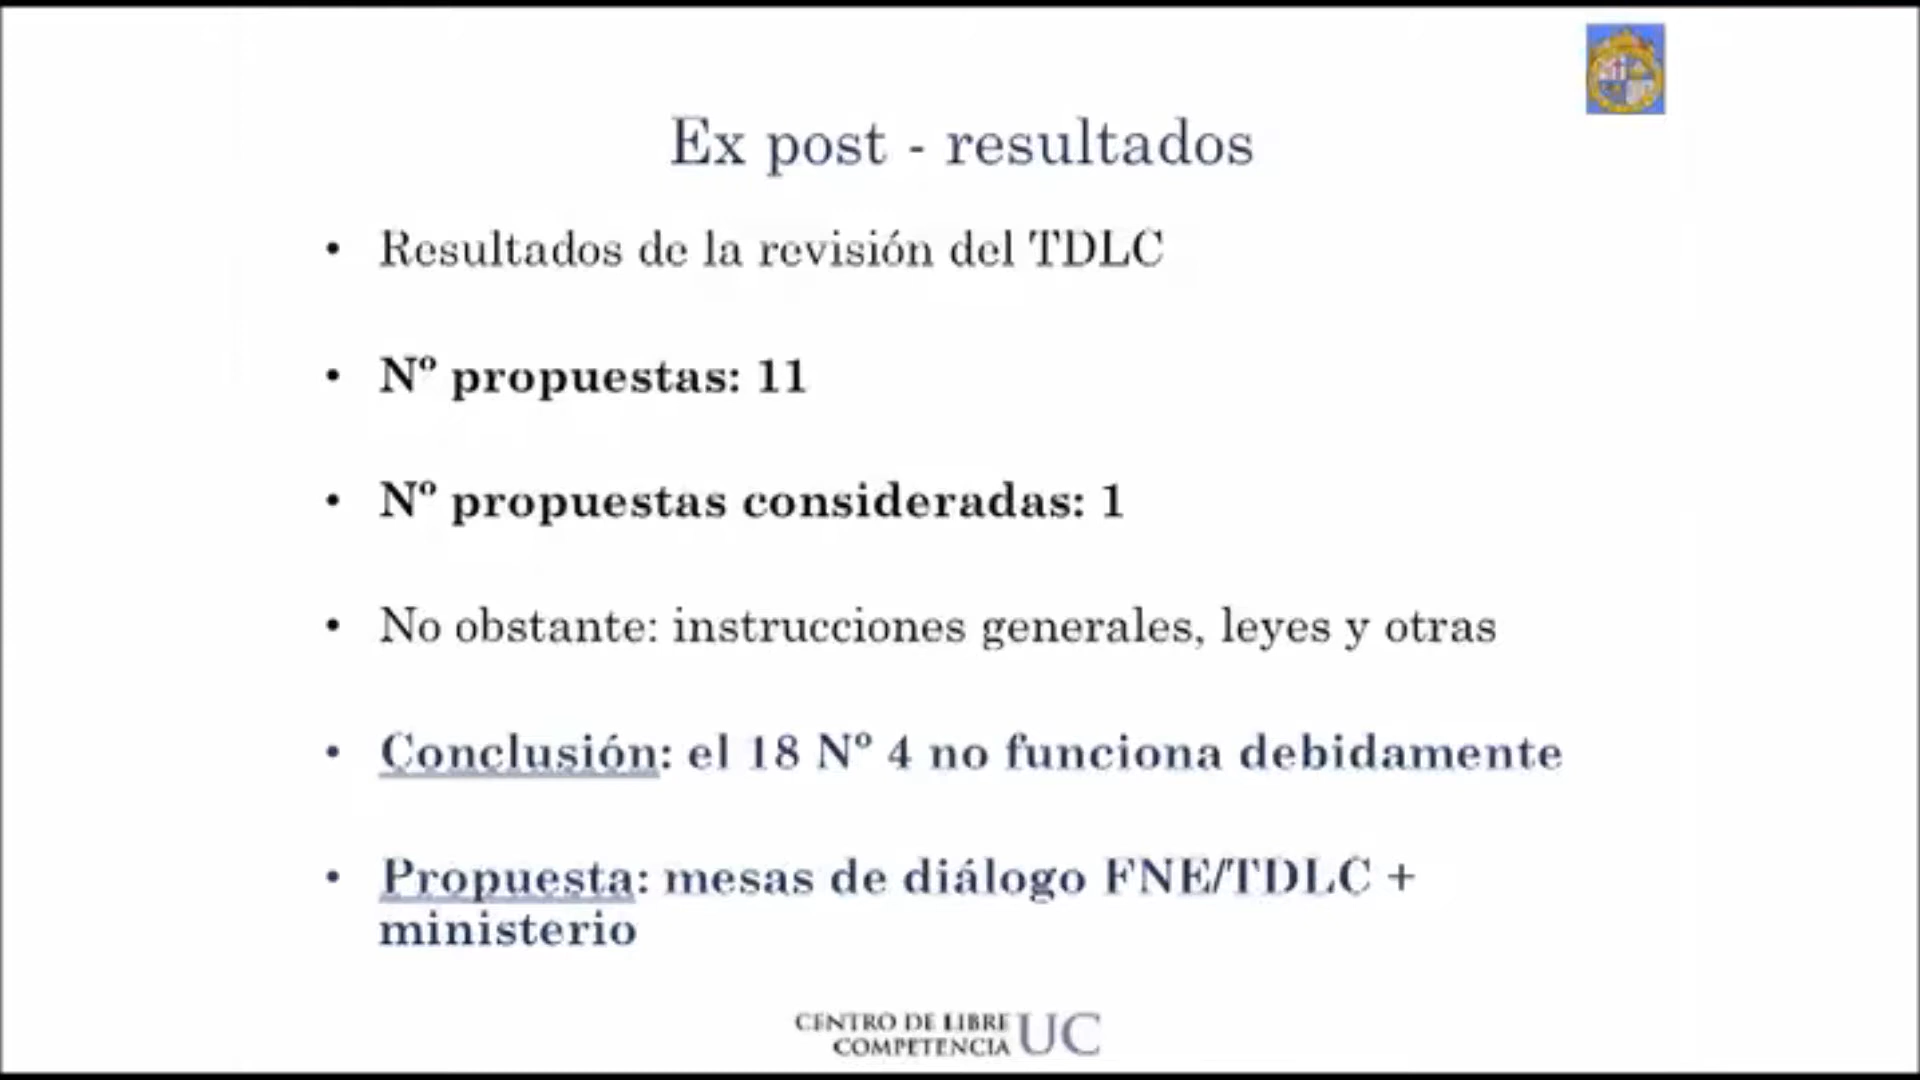 Ex post - resultados
• Resultados de la revisión del TDLC
• Nº propuestas: 11
• Nº propuestas consideradas: 1
• No obstante: instrucciones generales, leyes y otras
• Conclusión: el 18 Nº 4 no funciona debidamente
• Propuesta: mesas de diálogo FNE/TDLC +
ministerio
CENTRO DE LIBRE
COMPETENCIA UC